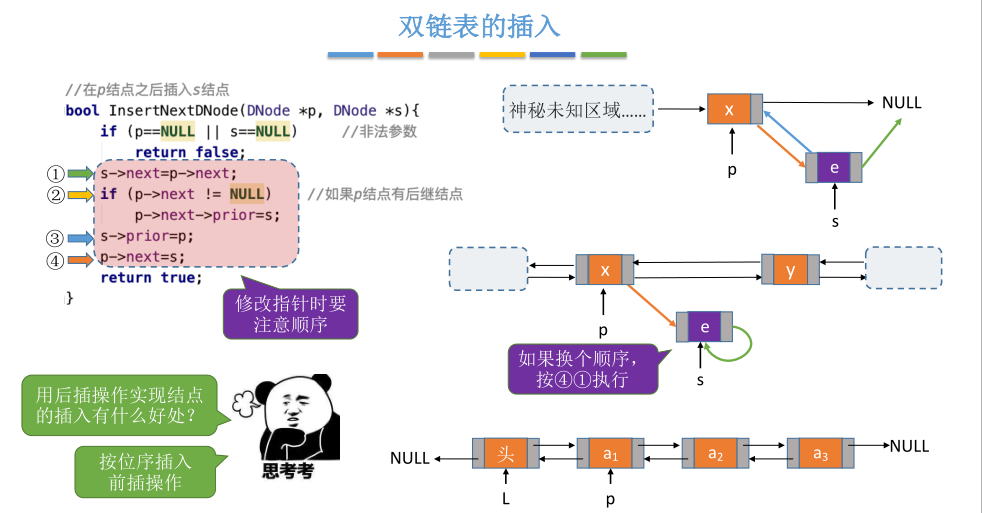 双链表的插入
//在p结点之后插入s结点
bool InsertNextDNode(DNode *p, DNode *s){
if (p==NULL || s==NULL) //非法参数
return false;
① s->next=p->next;
② if (p->next != NULL) //如果p结点有后继结点
p->next->prior=s;
③ s->prior=p;
④ p->next=s;
return true;
}
修改指针时要
注意顺序
用后插操作实现结点
的插入有什么好处？
按位序插入
前插操作
思考考
神秘未知区域……
x
NULL
p
e
s
x
y
p
e
s
如果换个顺序，
按④①执行
NULL
头
a1
a2
a3
NULL
L
p